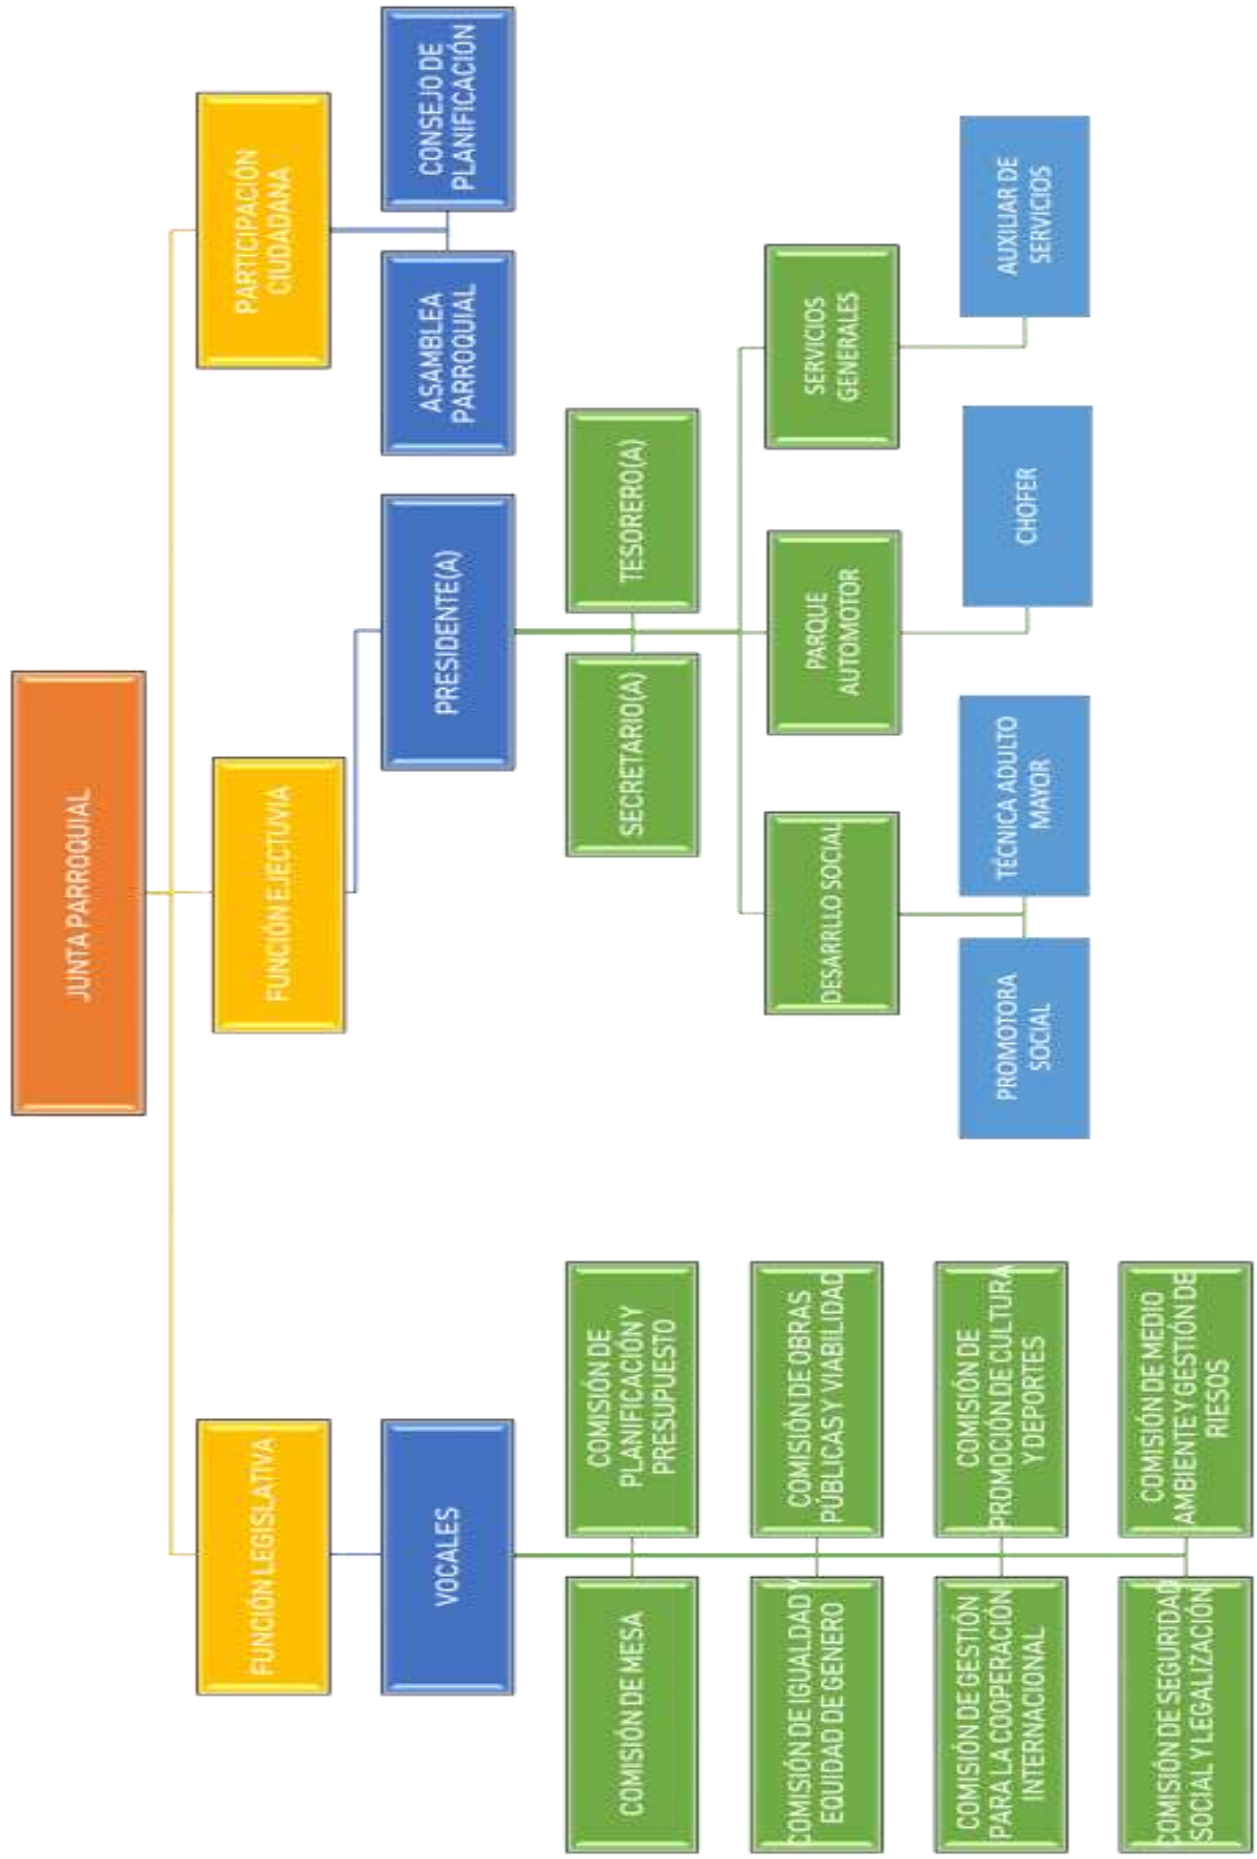 JUNTA PARROQUIAL
FUNCIÓN LEGISLATIVA
FUNCIÓN EJECTUVIA
PARTICIPACIÓN
CIUDADANA
VOCALES
PRESIDENTE(A)
ASAMBLEA
PARROQUIAL
CONSEJO DE
PLANIFICACIÓN
COMISIÓN DE MESA
COMISIÓN DE
PLANIFICACIÓN Y
PRESUPUESTO
SECRETARIO(A)
TESORERO(A)
COMISIÓN DE IGUALDAD Y
EQUIDAD DE GENERO
COMISIÓN DE OBRAS
PÚBLICAS Y VIABILIDAD
DESARRLLO SOCIAL
PARQUE
AUTOMOTOR
SERVICIOS
GENERALES
COMISIÓN DE GESTIÓN
PARA LA COOPERACIÓN
INTERNACIONAL
COMISIÓN DE
PROMOCIÓN DE CULTURA
Y DEPORTES
PROMOTORA
SOCIAL
TÉCNICA ADULTO
MAYOR
CHOFER
AUXILIAR DE
SERVICIOS
COMISIÓN DE SEGURIDAD
SOCIAL Y LEGALIZACIÓN
COMISIÓN DE MEDIO
AMBIENTE Y GESTIÓN DE
RIESOS